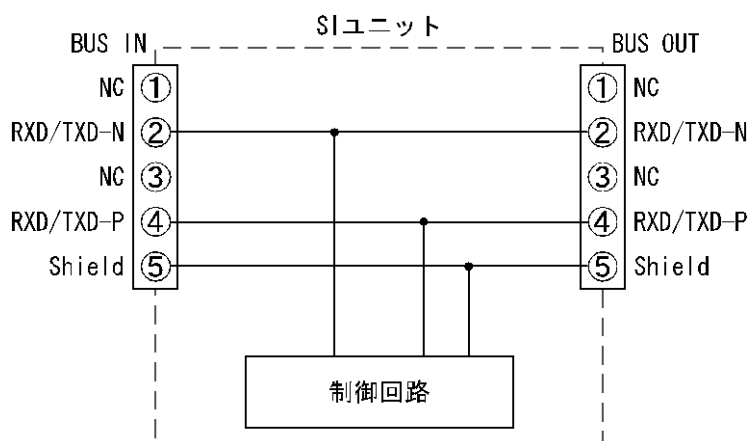 SIユニット
BUS IN
BUS OUT
NC ① ① NC
RXD/TXD-N ② ② RXD/TXD-N
NC ③ ③ NC
RXD/TXD-P ④ ④ RXD/TXD-P
Shield ⑤ ⑤ Shield
制御回路